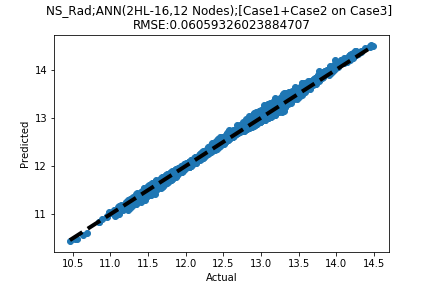 NS_Rad;ANN(2HL-16,12 Nodes);[Case1+Case2 on Case3]
RMSE:0.06059326023884707
14
13
12
11
Predicted
10.5 11.0 11.5 12.0 12.5 13.0 13.5 14.0 14.5
Actual